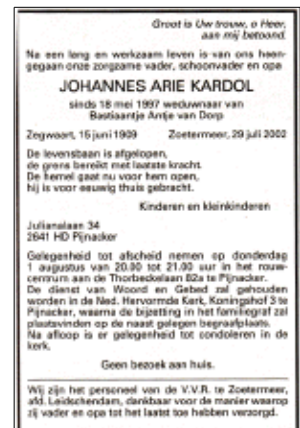 Groot is Uw trouw, o Heer,
aan mij betoond.
Na een lang en werkzaam leven is van ons heen-
gegaan onze zorgzame vader, schoonvader en opa
JOHANNES ARIE KARDOL
sinds 18 mei 1997 weduwnaar van
Bastiaantje Antje van Dorp
Zegwaart, 15 juni 1909 Zoetermeer, 29 juli 2002
De levensbaan is afgelopen,
de grens bereikt met laatste kracht.
De hemel gaat nu voor hem open,
hij is voor eeuwig thuis gebracht.
Kinderen en kleinkinderen
Julianalaan 34
2641 HD Pijnacker
Gelegenheid tot afscheid nemen op donderdag
1 augustus van 20.00 tot 21.00 uur in het rouw-
centrum aan de Thorbeckelaan 82a te Pijnacker.
De dienst van Woord en Gebed zal gehouden
worden in de Ned. Hervormde Kerk, Koningshof 3 te
Pijnacker, waarna de bijzetting in het familiegraf zal
plaatsvinden op de naast gelegen begraafplaats.
Na afloop is er gelegenheid tot condoleren in de
kerk.
Geen bezoek aan huis.
Wij zijn het personeel van de V.V.R. te Zoetermeer,
afd. Leidschendam, dankbaar voor de manier waarop
zij vader en opa tot het laatst toe hebben verzorgd.